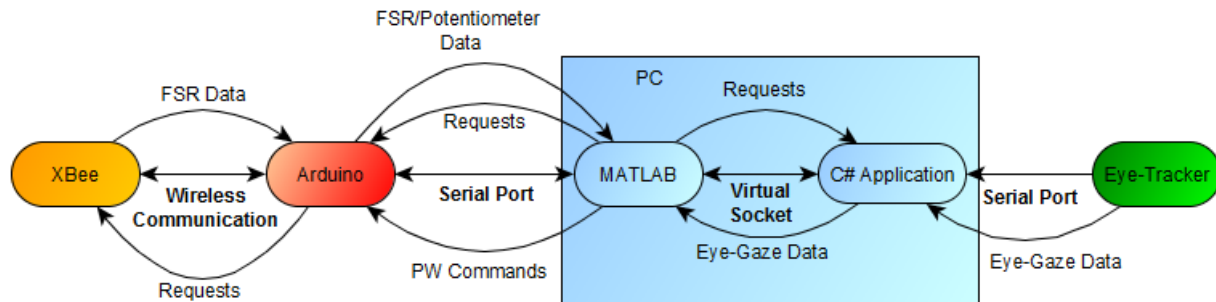 FSR/Potentiometer
Data
PC
FSR Data
Requests
Requests
XBee
Arduino
MATLAB
C# Application
Eye-Tracker
Wireless
Communication
Serial Port
Virtual
Socket
Serial Port
Eye-Gaze Data
Eye-Gaze Data
PW Commands
Requests